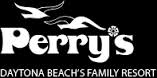 Perry's
DAYTONA BEACH'S FAMILY RESORT